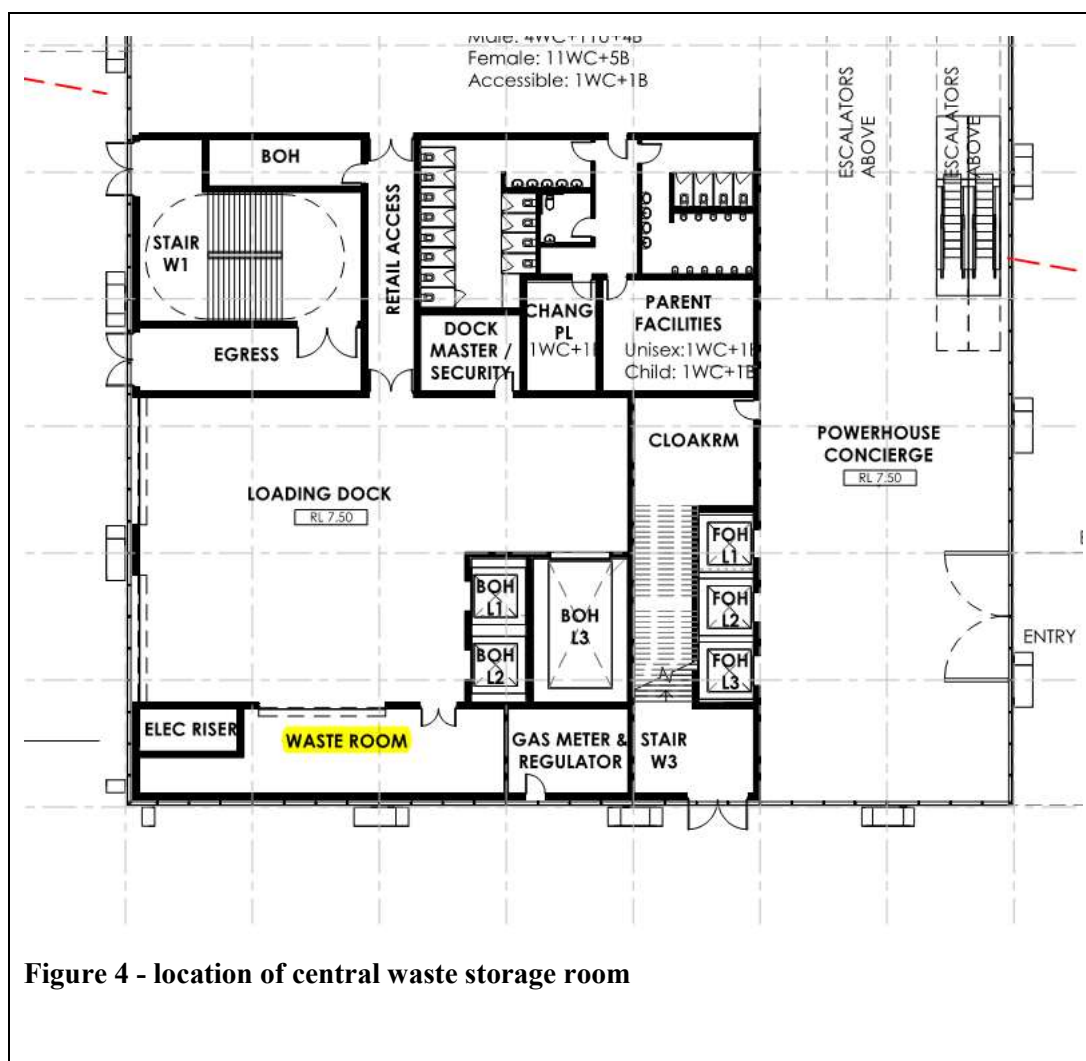 Female: 11WC+5B
Accessible: 1WC+1B
ESCALATORS
ABOVE
ESCALATORS
ABOVE
BOH
STAIR
W1
RETAIL ACCESS
EGRESS
DOCK
MASTER /
SECURITY
CHANG
PL
1WC+1
PARENT
FACILITIES
Unisex:1WC+1B
Child: 1WC+1B
CLOAKRM
POWERHOUSE
CONCIERGE
RL 7.50
LOADING DOCK
RL 7.50
FOH
L1
FOH
L2
FOH
L3
BOH
L1
BOH
L2
BOH
L3
ENTRY
ELEC RISER
WASTE ROOM
GAS METER &
REGULATOR
STAIR
W3
Figure 4 - location of central waste storage room